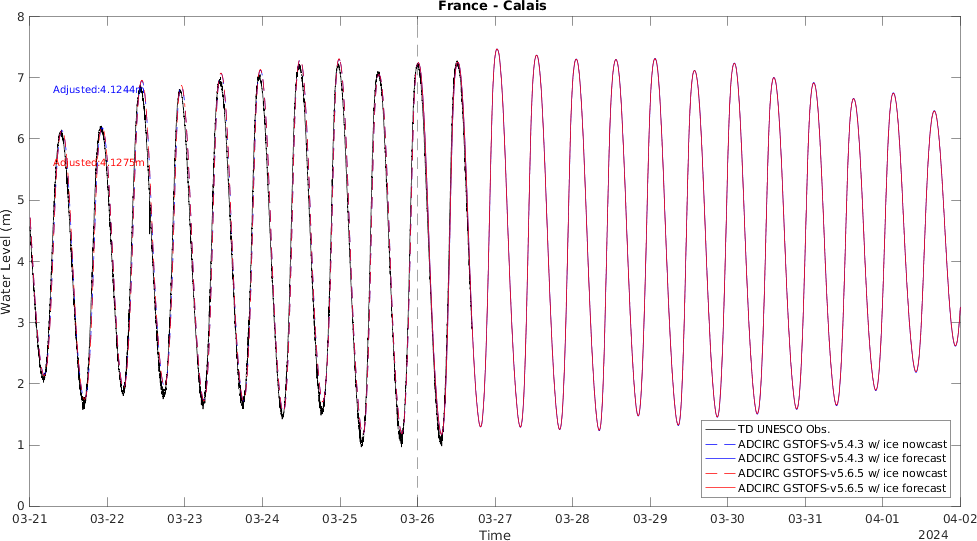 France - Calais
8
7
6
5
4
3
2
1
0
Water Level (m)
Adjusted:4.1244m
Adjusted:4.1275m
TD UNESCO Obs.
ADCIRC GSTOFS-v5.4.3 w/ ice nowcast
ADCIRC GSTOFS-v5.4.3 w/ ice forecast
ADCIRC GSTOFS-v5.6.5 w/ ice nowcast
ADCIRC GSTOFS-v5.6.5 w/ ice forecast
03-21 03-22 03-23 03-24 03-25 03-26 03-27 03-28 03-29 03-30 03-31 04-01 04-02
Time
2024